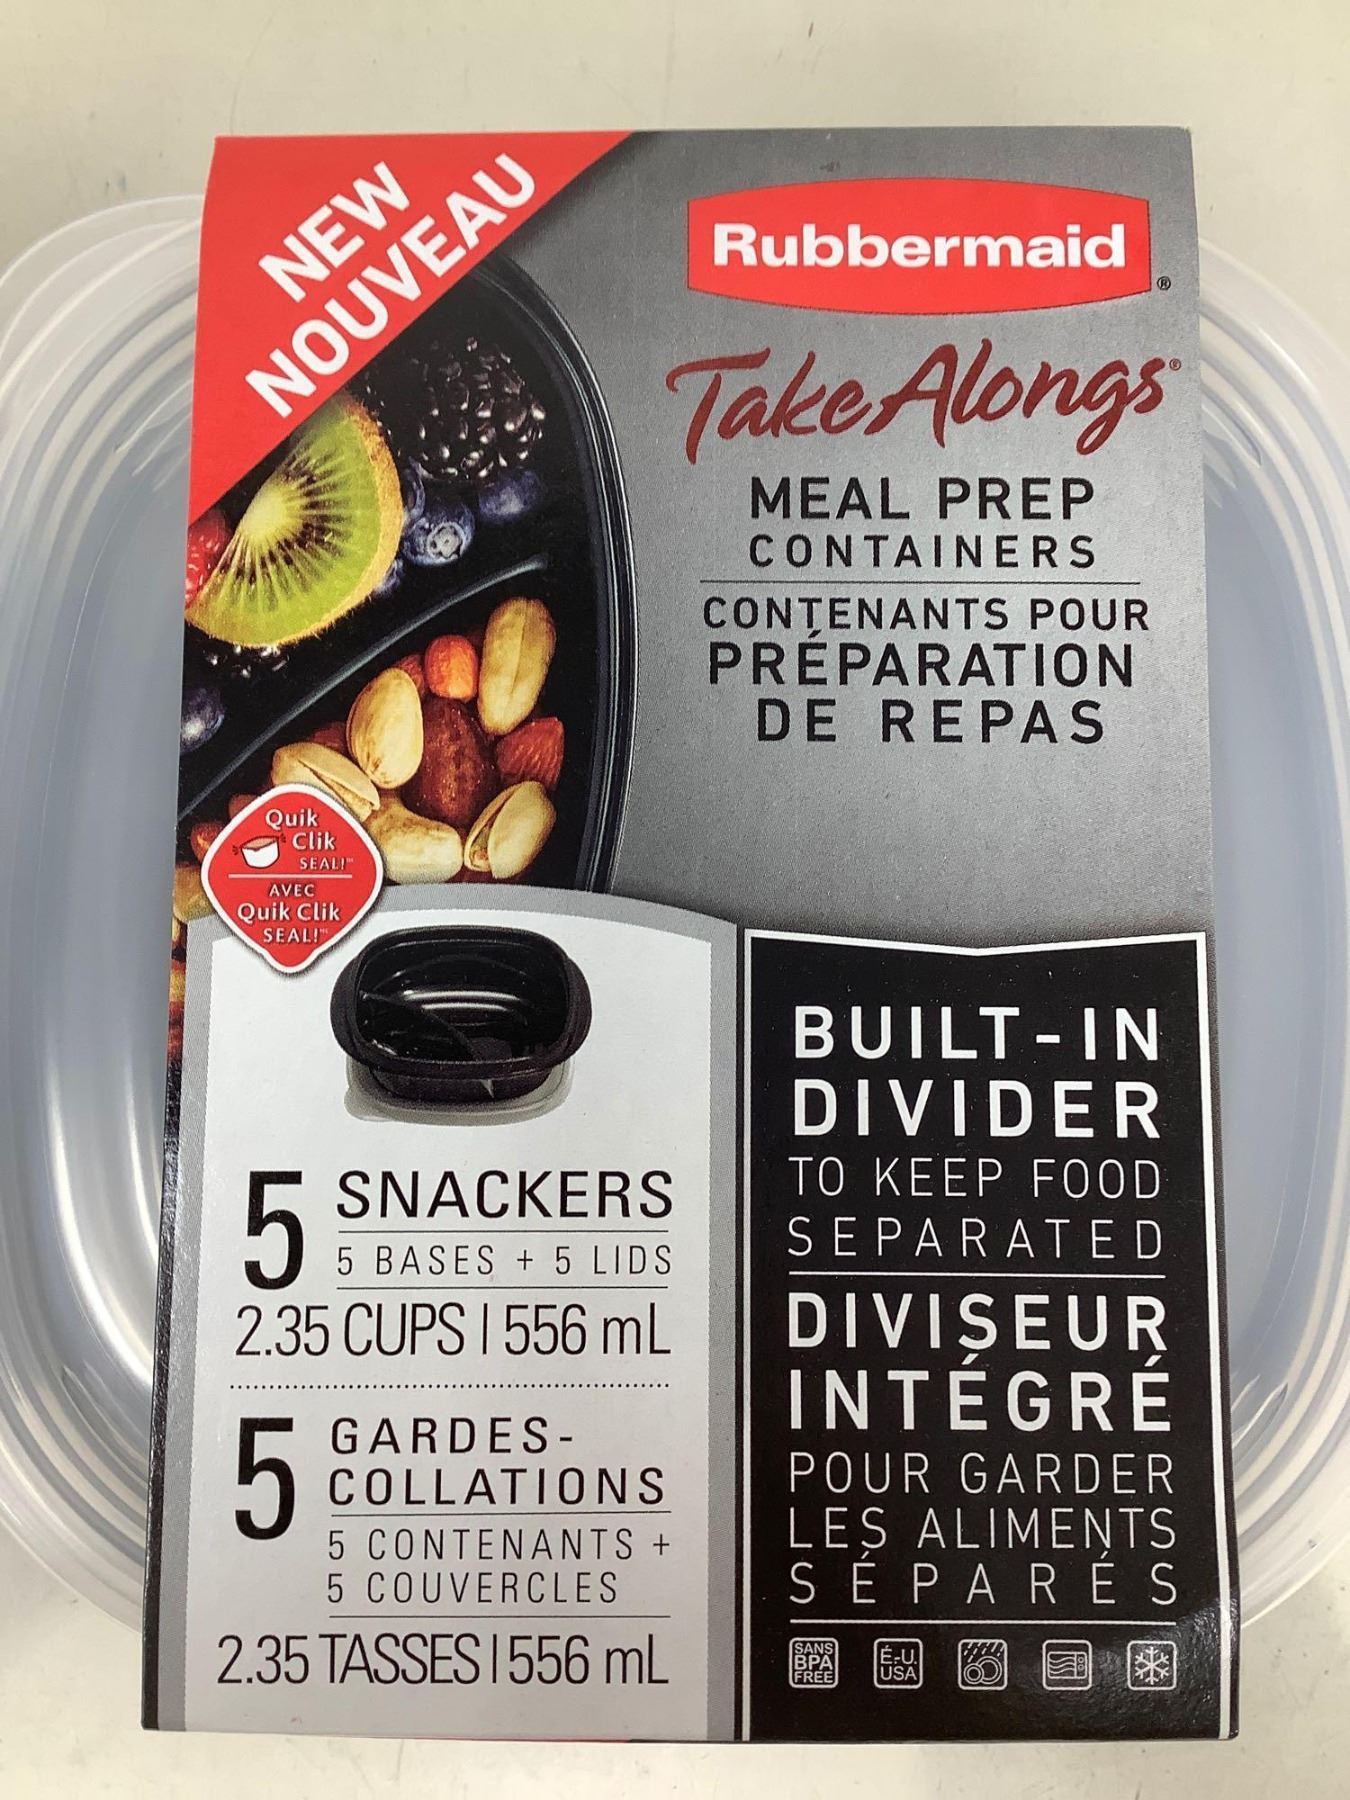 NEW
NOUVEAU
Rubbermaid®
TakeAlongs®
MEAL PREP
CONTAINERS
CONTENANTS POUR
PRÉPARATION
DE REPAS
Quik
Clik
SEAL!™
AVEC
Quik Clik
SEAL!MC
5 SNACKERS
5 BASES + 5 LIDS
2.35 CUPS | 556 mL
5 GARDES-
COLLATIONS
5 CONTENANTS +
5 COUVERCLES
2.35 TASSES | 556 mL
BUILT-IN
DIVIDER
TO KEEP FOOD
SEPARATED
DIVISEUR
INTÉGRÉ
POUR GARDER
LES ALIMENTS
SÉPARÉS
SANS
BPA
FREE
É.-U.
USA